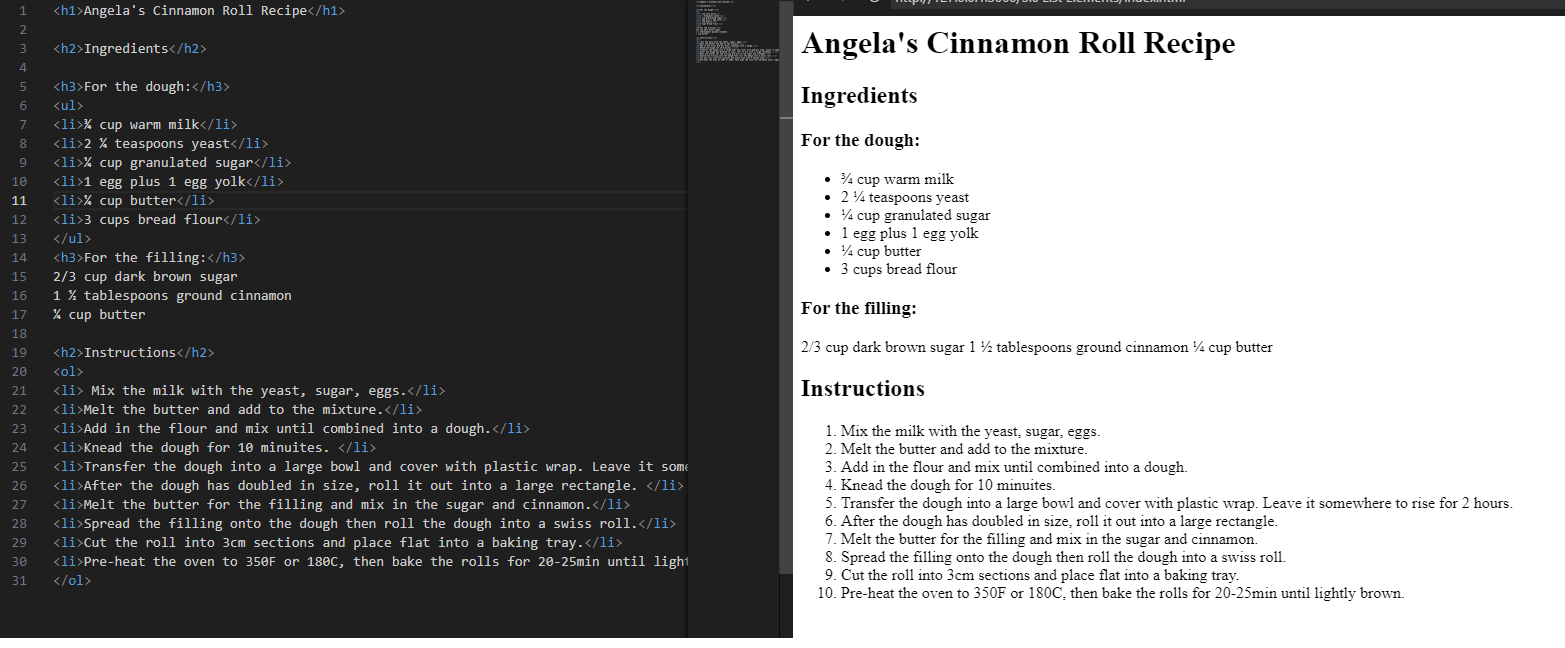 1 <h1>Angela's Cinnamon Roll Recipe</h1>
2
3 <h2>Ingredients</h2>
4
5 <h3>For the dough:</h3>
6 <ul>
7 <li>¾ cup warm milk</li>
8 <li>2 ¼ teaspoons yeast</li>
9 <li>¼ cup granulated sugar</li>
10 <li>1 egg plus 1 egg yolk</li>
11 <li>¼ cup butter</li>
12 <li>3 cups bread flour</li>
13 </ul>
14 <h3>For the filling:</h3>
15 2/3 cup dark brown sugar
16 1 ½ tablespoons ground cinnamon
17 ¼ cup butter
18
19 <h2>Instructions</h2>
20 <ol>
21 <li> Mix the milk with the yeast, sugar, eggs.</li>
22 <li>Melt the butter and add to the mixture.</li>
23 <li>Add in the flour and mix until combined into a dough.</li>
24 <li>Knead the dough for 10 minuites. </li>
25 <li>Transfer the dough into a large bowl and cover with plastic wrap. Leave it some
26 <li>After the dough has doubled in size, roll it out into a large rectangle. </li>
27 <li>Melt the butter for the filling and mix in the sugar and cinnamon.</li>
28 <li>Spread the filling onto the dough then roll the dough into a swiss roll.</li>
29 <li>Cut the roll into 3cm sections and place flat into a baking tray.</li>
30 <li>Pre-heat the oven to 350F or 180C, then bake the rolls for 20-25min until light
31 </ol>
Angela's Cinnamon Roll Recipe
Ingredients
For the dough:
• ¾ cup warm milk
• 2 ¼ teaspoons yeast
• ¼ cup granulated sugar
• 1 egg plus 1 egg yolk
• ¼ cup butter
• 3 cups bread flour
For the filling:
2/3 cup dark brown sugar 1 ½ tablespoons ground cinnamon ¼ cup butter
Instructions
1. Mix the milk with the yeast, sugar, eggs.
2. Melt the butter and add to the mixture.
3. Add in the flour and mix until combined into a dough.
4. Knead the dough for 10 minuites.
5. Transfer the dough into a large bowl and cover with plastic wrap. Leave it somewhere to rise for 2 hours.
6. After the dough has doubled in size, roll it out into a large rectangle.
7. Melt the butter for the filling and mix in the sugar and cinnamon.
8. Spread the filling onto the dough then roll the dough into a swiss roll.
9. Cut the roll into 3cm sections and place flat into a baking tray.
10. Pre-heat the oven to 350F or 180C, then bake the rolls for 20-25min until lightly brown.